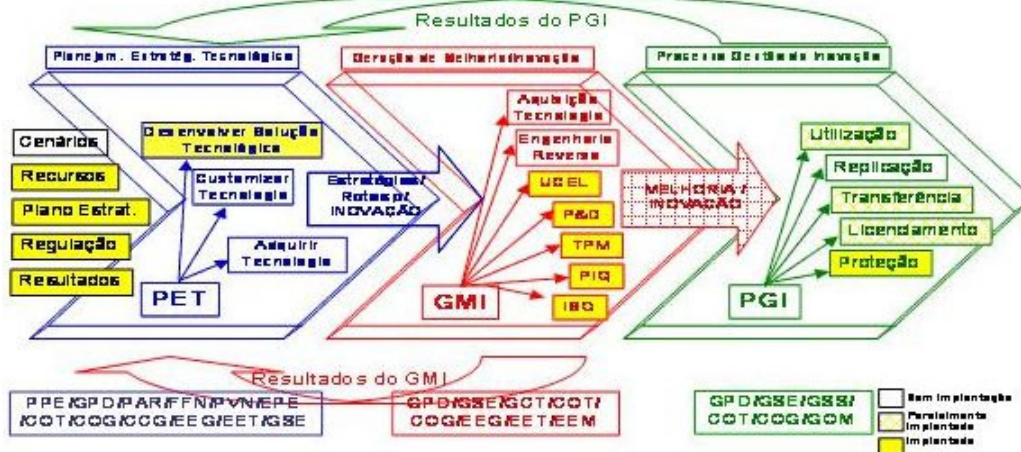 Resultados do PGI
Planejam. Estratég. Tecnológico
Geração de Melhoria/Inovação
Processo Gestão da Inovação
Cenários
Recursos
Plano Estrat.
Regulação
Resultados
Desenvolver Solução
Tecnológica
Customizar
Tecnologia
Adquirir
Tecnologia
PET
Estratégias/
Rotas p/
INOVAÇÃO
Aquisição
Tecnologia
Engenharia
Reversa
UCEL
P&D
TPM
PIQ
GMI
MELHORIA /
INOVAÇÃO
Utilização
Replicação
Transferência
Licenciamento
Proteção
PGI
Resultados do GMI
PPE/GPD/PAR/FFN/PVN/EPE
/COT/COG/CCG/EEG/EET/GSE
GPD/GSE/GCT/COT/
COG/EEG/EET/EEM
GPD/GSE/GSS/
COT/COG/GOM
Sem Implantação
Parcialmente
Implantada
Implantada